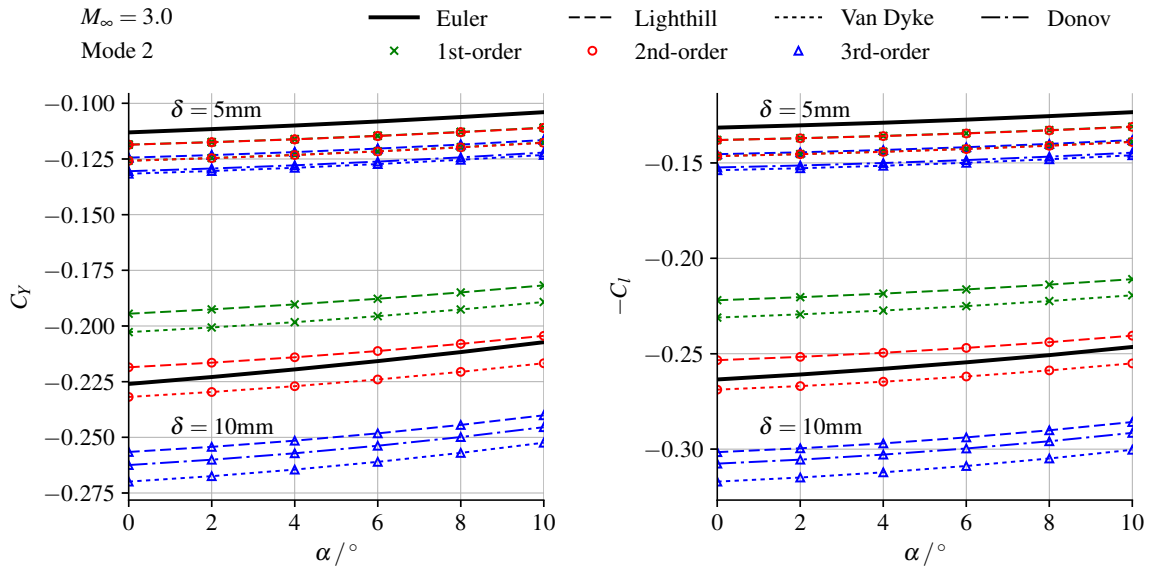 M∞ = 3.0 Euler Lighthill Van Dyke Donov
Mode 2 1st-order 2nd-order 3rd-order
δ = 5mm
δ = 10mm
−0.100
−0.125
−0.150
−0.175
−0.200
−0.225
−0.250
−0.275
C_Y
0 2 4 6 8 10
α/°
δ = 5mm
δ = 10mm
−0.15
−0.20
−0.25
−0.30
−C_l
0 2 4 6 8 10
α/°